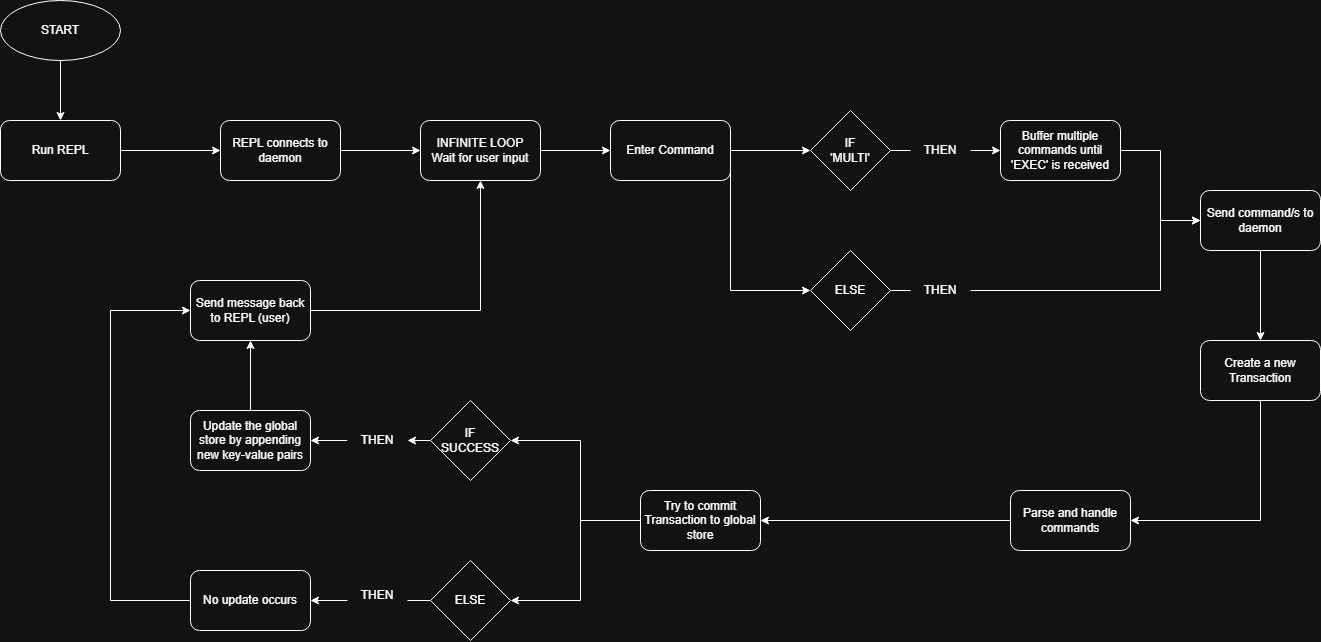 START
Run REPL
REPL connects to
daemon
INFINITE LOOP
Wait for user input
Enter Command
IF
'MULTI'
THEN
Buffer multiple
commands until
'EXEC' is received
Send command/s to
daemon
ELSE
THEN
Send message back
to REPL (user)
Create a new
Transaction
Update the global
store by appending
new key-value pairs
THEN
IF
SUCCESS
Try to commit
Transaction to global
store
Parse and handle
commands
No update occurs
THEN
ELSE